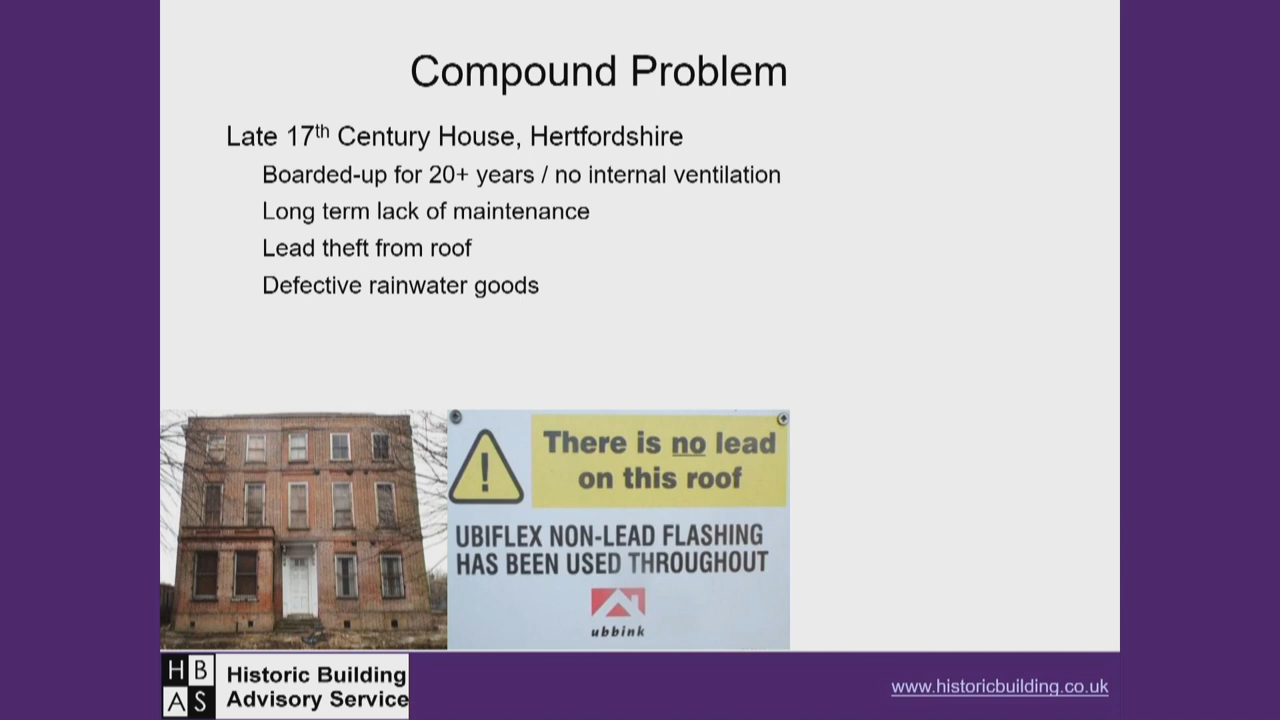 Compound Problem
Late 17th Century House, Hertfordshire
Boarded-up for 20+ years / no internal ventilation
Long term lack of maintenance
Lead theft from roof
Defective rainwater goods
There is no lead
on this roof
UBIFLEX NON-LEAD FLASHING
HAS BEEN USED THROUGHOUT
ubbink
H B
A S
Historic Building
Advisory Service
www.historicbuilding.co.uk